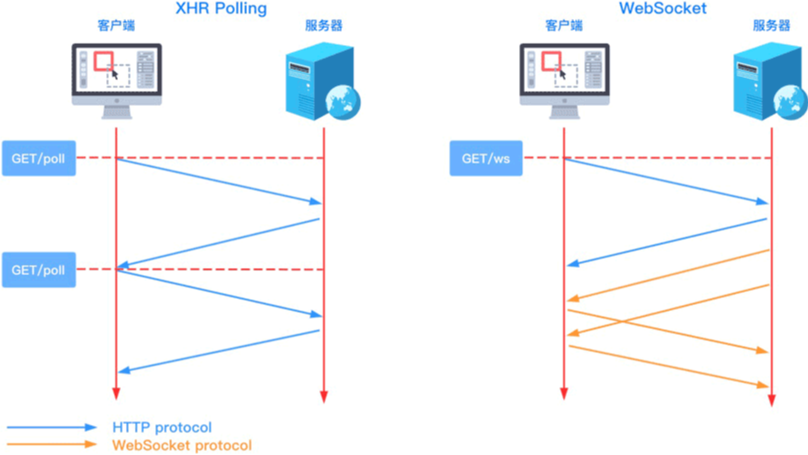 XHR Polling
客户端
服务器
GET/poll
GET/poll
WebSocket
客户端
服务器
GET/ws
HTTP protocol
WebSocket protocol